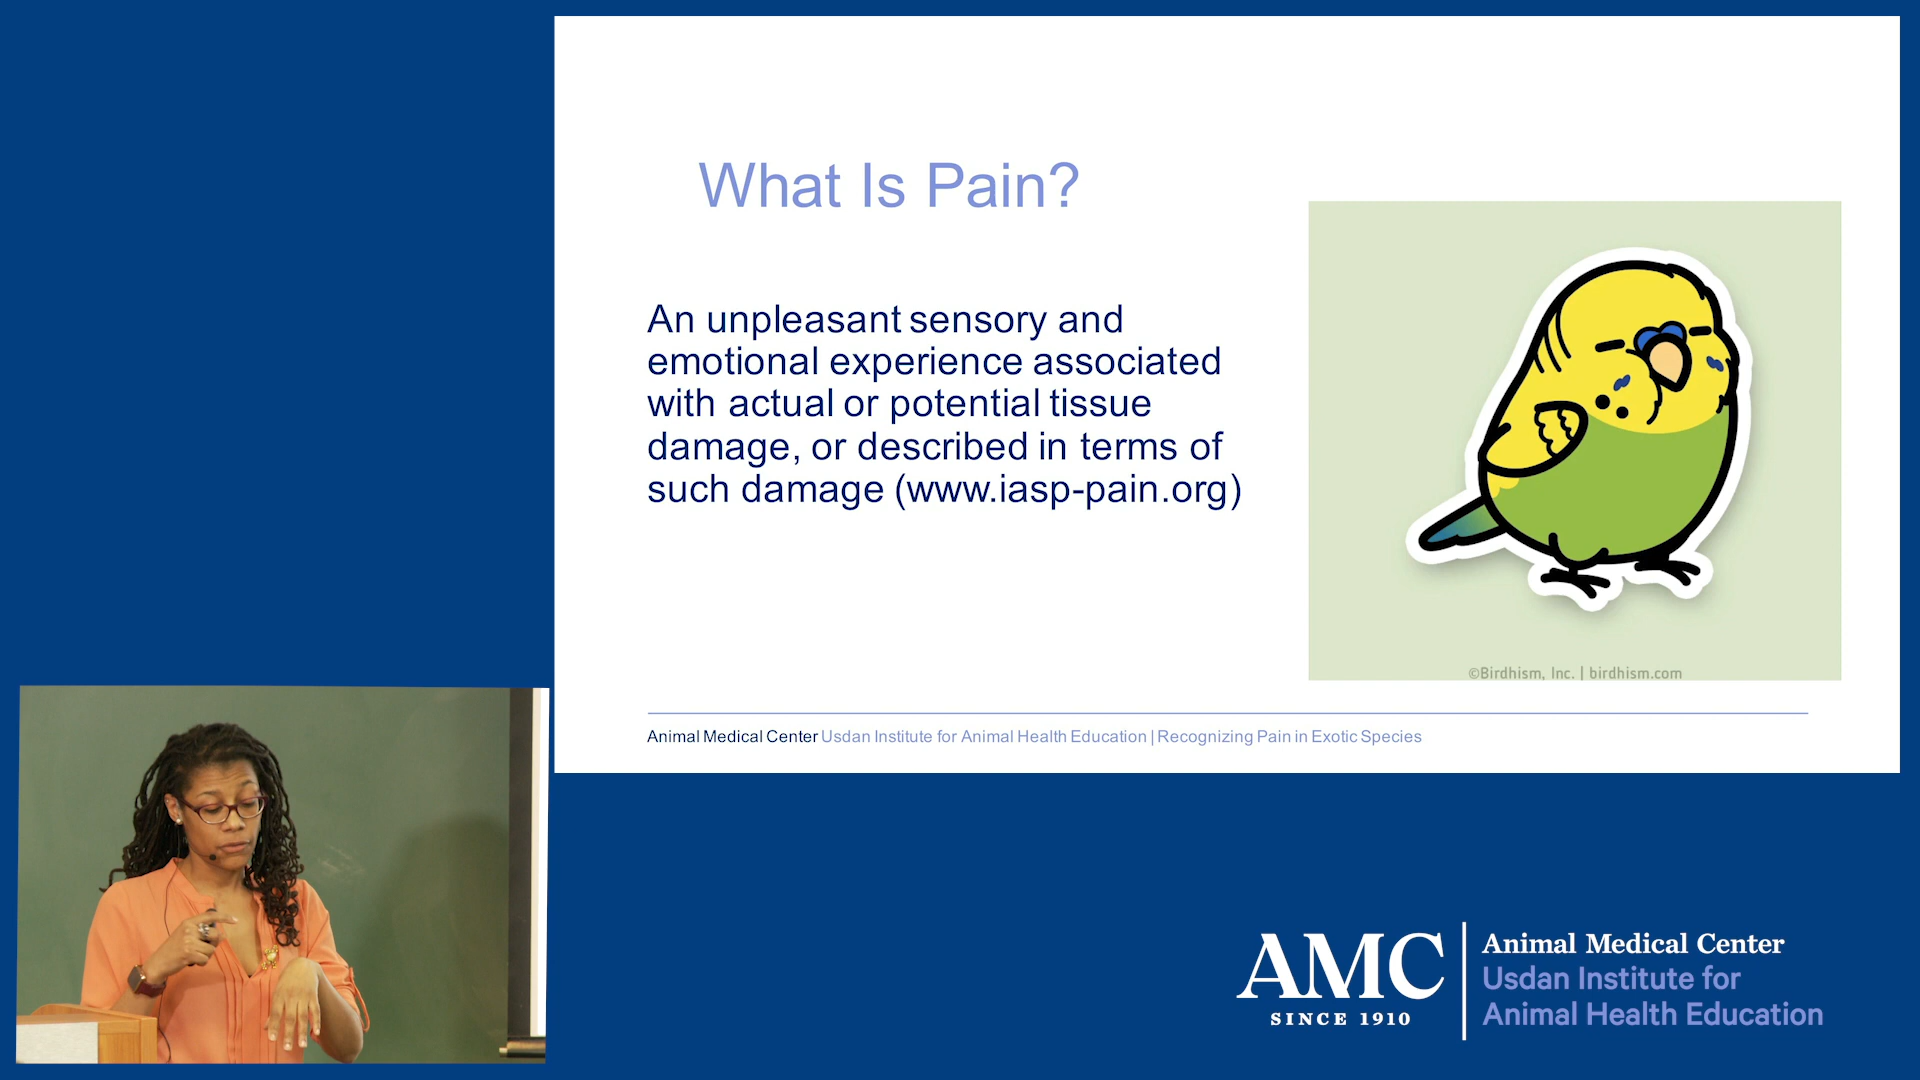 What Is Pain?
An unpleasant sensory and
emotional experience associated
with actual or potential tissue
damage, or described in terms of
such damage (www.iasp-pain.org)
©Birdhism, Inc. | birdhism.com
Animal Medical Center Usdan Institute for Animal Health Education | Recognizing Pain in Exotic Species
AMC
SINCE 1910
Animal Medical Center
Usdan Institute for
Animal Health Education